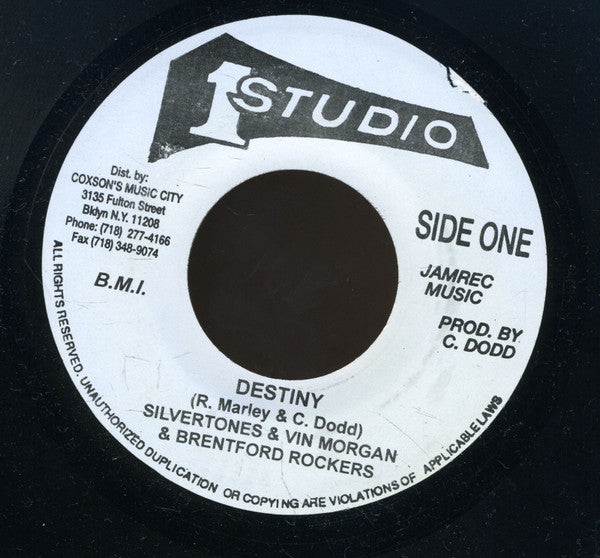 1 STUDIO
Dist. by:
COXSON'S MUSIC CITY
3135 Fulton Street
Bklyn N.Y. 11208
Phone: (718) 277-4166
Fax (718) 348-9074
B.M.I.
SIDE ONE
JAMREC
MUSIC
PROD. BY
C. DODD
DESTINY
(R. Marley & C. Dodd)
SILVERTONES & VIN MORGAN
& BRENTFORD ROCKERS
ALL RIGHTS RESERVED. UNAUTHORIZED DUPLICATION OR COPYING ARE VIOLATIONS OF APPLICABLE LAWS